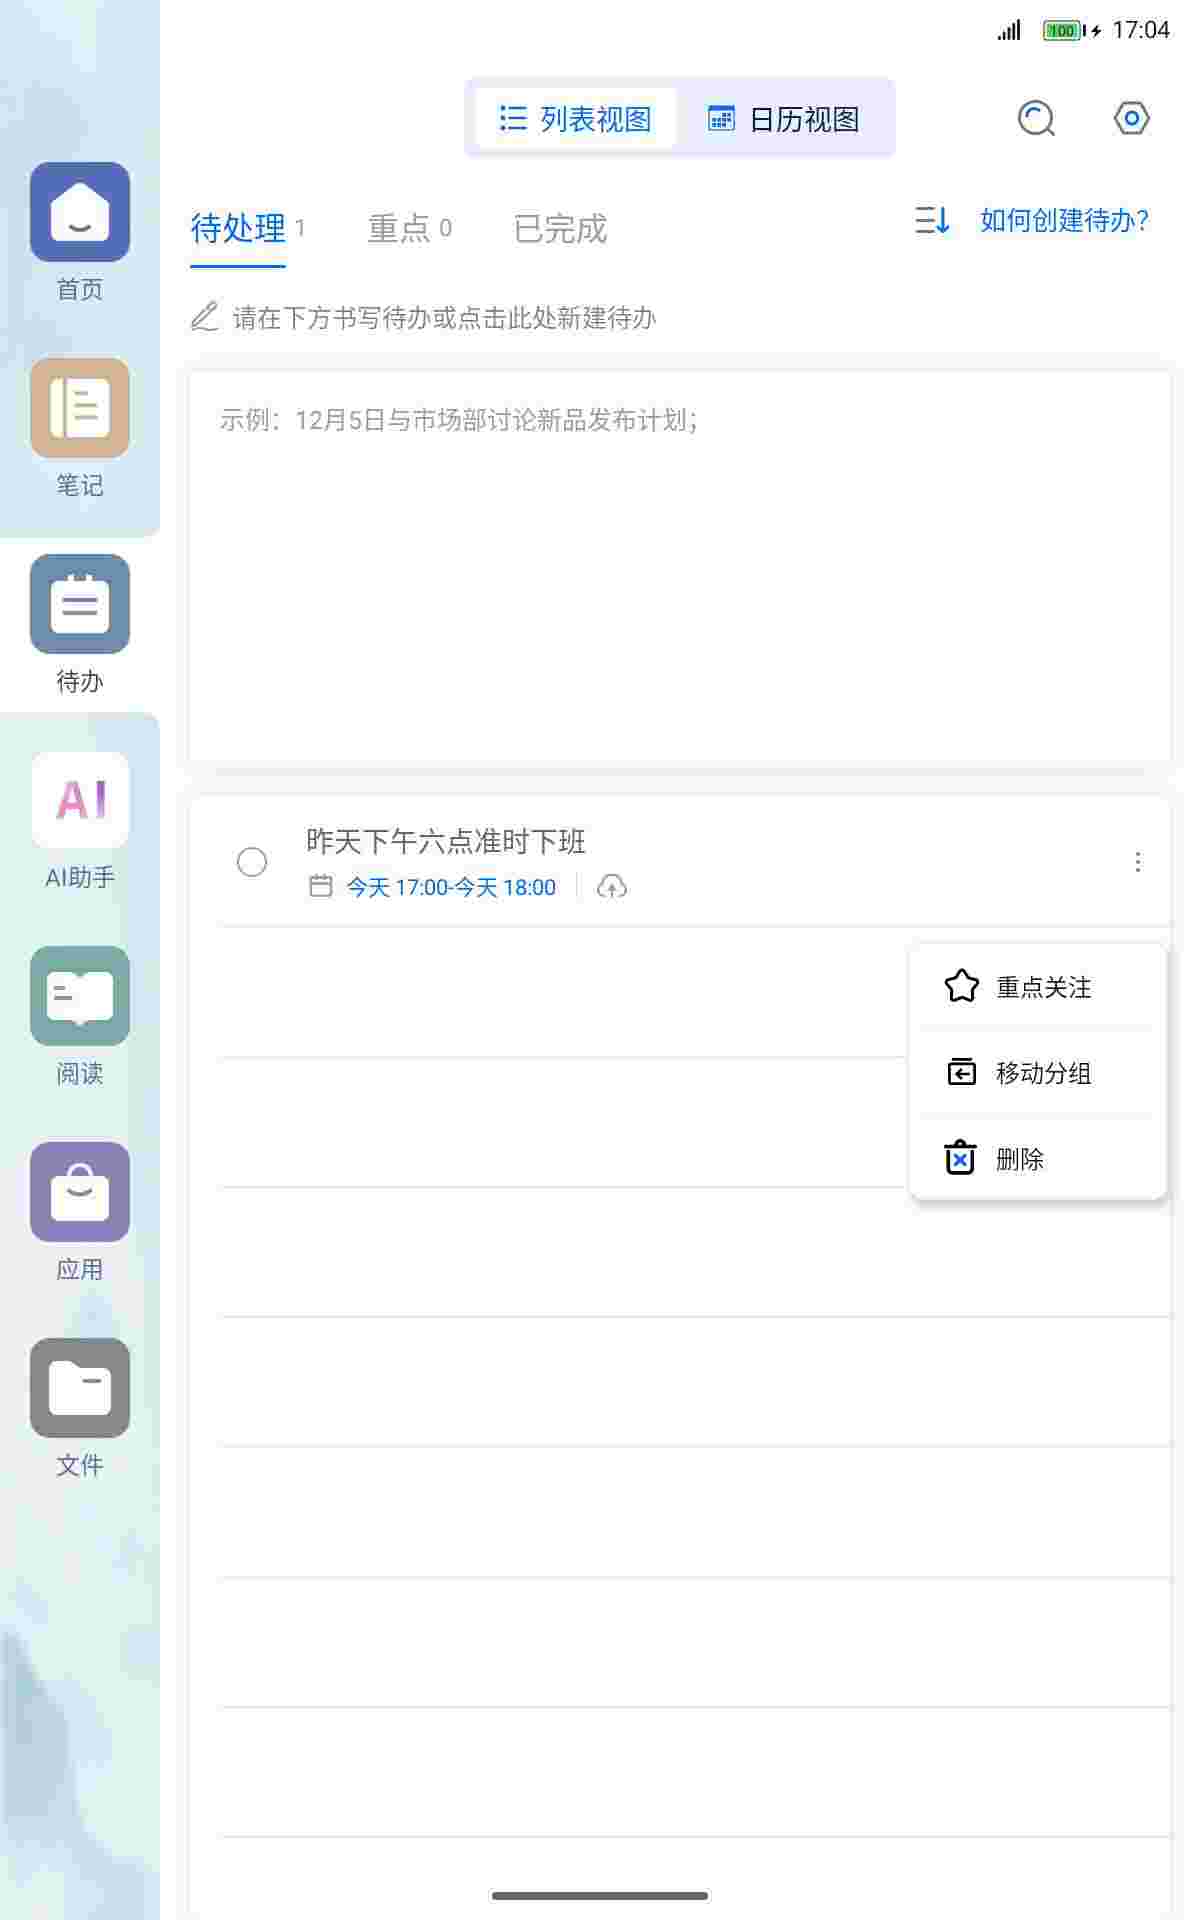 100 17:04
列表视图 日历视图
待处理 1 重点 0 已完成 如何创建待办?
请在下方书写待办或点击此处新建待办
示例：12月5日与市场部讨论新品发布计划;
昨天下午六点准时下班
今天 17:00-今天 18:00
重点关注
移动分组
删除
首页
笔记
待办
AI
AI助手
阅读
应用
文件